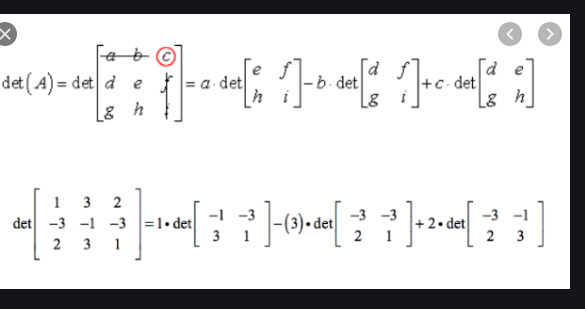 det(A) = det[a b c; d e f; g h i] = a · det[e f; h i] − b · det[d f; g i] + c · det[d e; g h]
det[1 3 2; −3 −1 −3; 2 3 1] = 1 • det[−1 −3; 3 1] − (3) • det[−3 −3; 2 1] + 2 • det[−3 −1; 2 3]